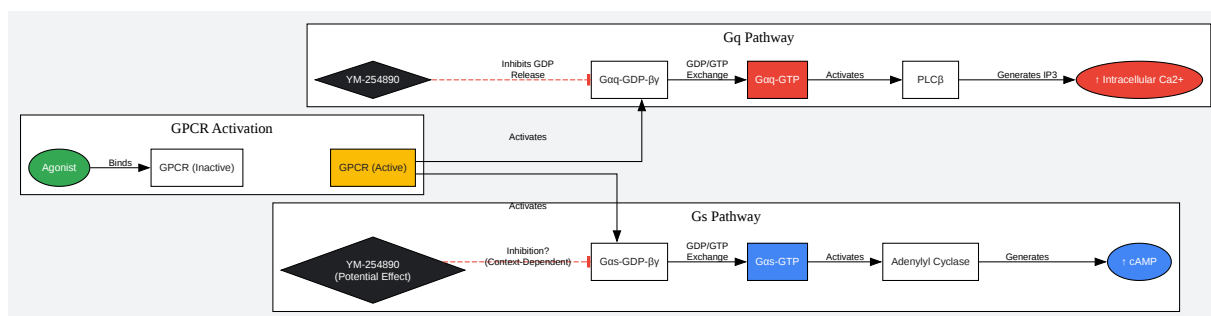 Gq Pathway
YM-254890
Inhibits GDP
Release
Gαq-GDP-βγ
GDP/GTP
Exchange
Gαq-GTP
Activates
PLCβ
Generates IP3
↑ Intracellular Ca2+
GPCR Activation
Agonist
Binds
GPCR (Inactive)
GPCR (Active)
Activates
Activates
Gs Pathway
YM-254890
(Potential Effect)
Inhibition?
(Context-Dependent)
Gαs-GDP-βγ
GDP/GTP
Exchange
Gαs-GTP
Activates
Adenylyl Cyclase
Generates
↑ cAMP